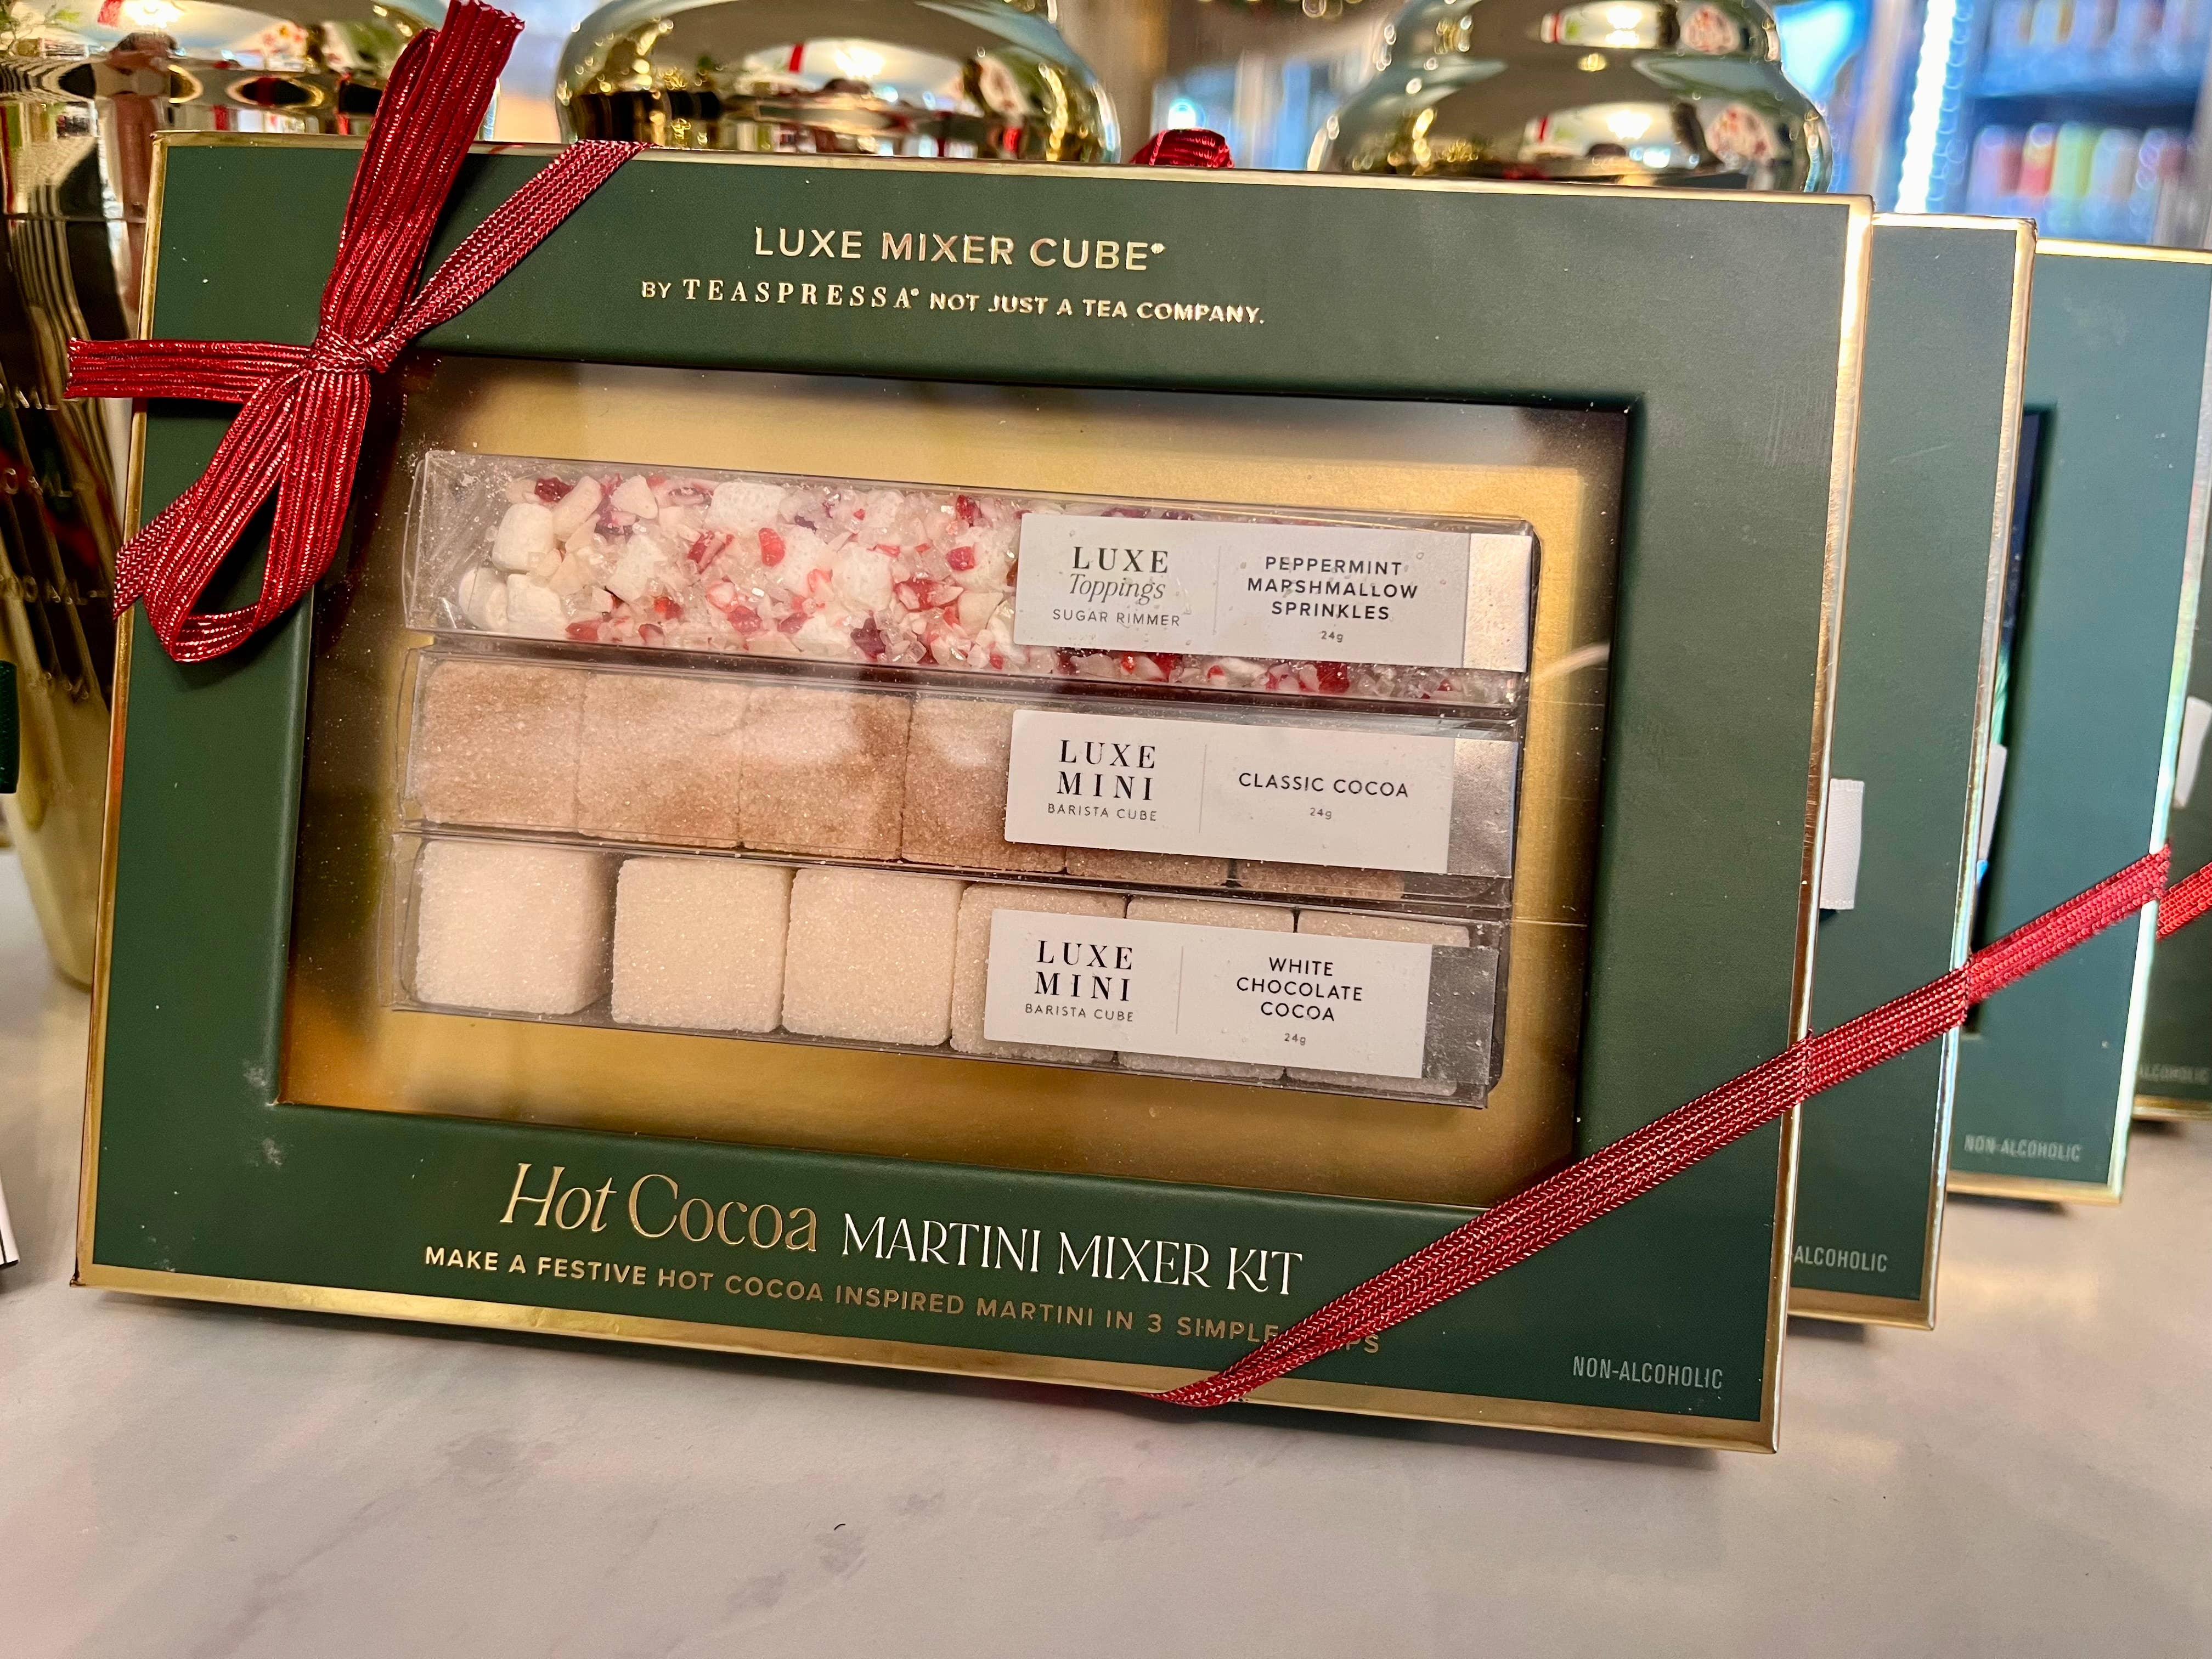 LUXE MIXER CUBE®
BY TEASPRESSA® NOT JUST A TEA COMPANY.
LUXE
Toppings
SUGAR RIMMER
PEPPERMINT
MARSHMALLOW
SPRINKLES
24g
LUXE
MINI
BARISTA CUBE
CLASSIC COCOA
24g
LUXE
MINI
BARISTA CUBE
WHITE
CHOCOLATE
COCOA
24g
Hot Cocoa MARTINI MIXER KIT
MAKE A FESTIVE HOT COCOA INSPIRED MARTINI IN 3 SIMPLE
NON-ALCOHOLIC
ALCOHOLIC
NON-ALCOHOLIC
ALCOHOLIC